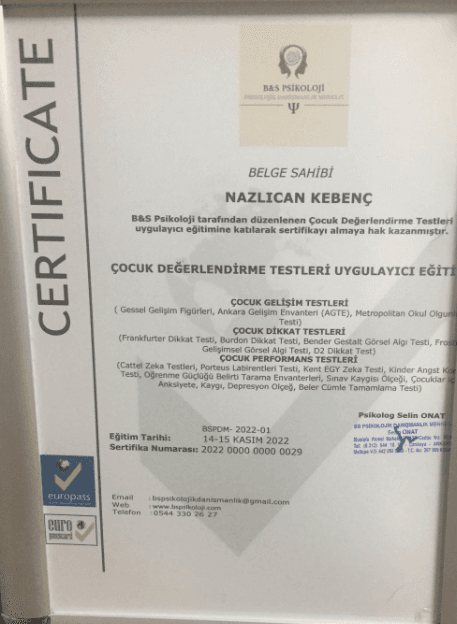 CERTIFICATE
B&S PSİKOLOJİ
BELGE SAHİBİ
NAZLICAN KEBENÇ
B&S Psikoloji tarafından düzenlenen Çocuk Değerlendirme Testleri
uygulayıcı eğitimine katılarak sertifikayı almaya hak kazanmıştır.
ÇOCUK DEĞERLENDİRME TESTLERİ UYGULAYICI EĞİTİ
ÇOCUK GELİŞİM TESTLERİ
( Gessel Gelişim Figürleri, Ankara Gelişim Envanteri (AGTE), Metropolitan Okul Olgunl
Testi)
ÇOCUK DİKKAT TESTLERİ
(Frankfurter Dikkat Testi, Burdon Dikkat Testi, Bender Gestalt Görsel Algı Testi, Fros
Gelişimsel Görsel Algı Testi, D2 Dikkat Testi)
ÇOCUK PERFORMANS TESTLERİ
(Cattel Zeka Testleri, Porteus Labirentleri Testi, Kent EGY Zeka Testi, Kinder Angst
Testi, Öğrenme Güçlüğü Belirti Tarama Envanterleri, Sınav Kaygısı Ölçeği, Çocuklar iç
Anksiyete, Kaygı, Depresyon Ölçeğ, Beler Cümle Tamamlama Testi)
Psikolog Selin ONAT
BSPDM- 2022-01
Eğitim Tarihi: 14-15 KASIM 2022
Sertifika Numarası: 2022 0000 0000 0029
europass
euro
Email : bspsikolojikdanismanlik@gmail.com
Web : www.bspsikoloji.com
Telefon : 0544 330 26 27